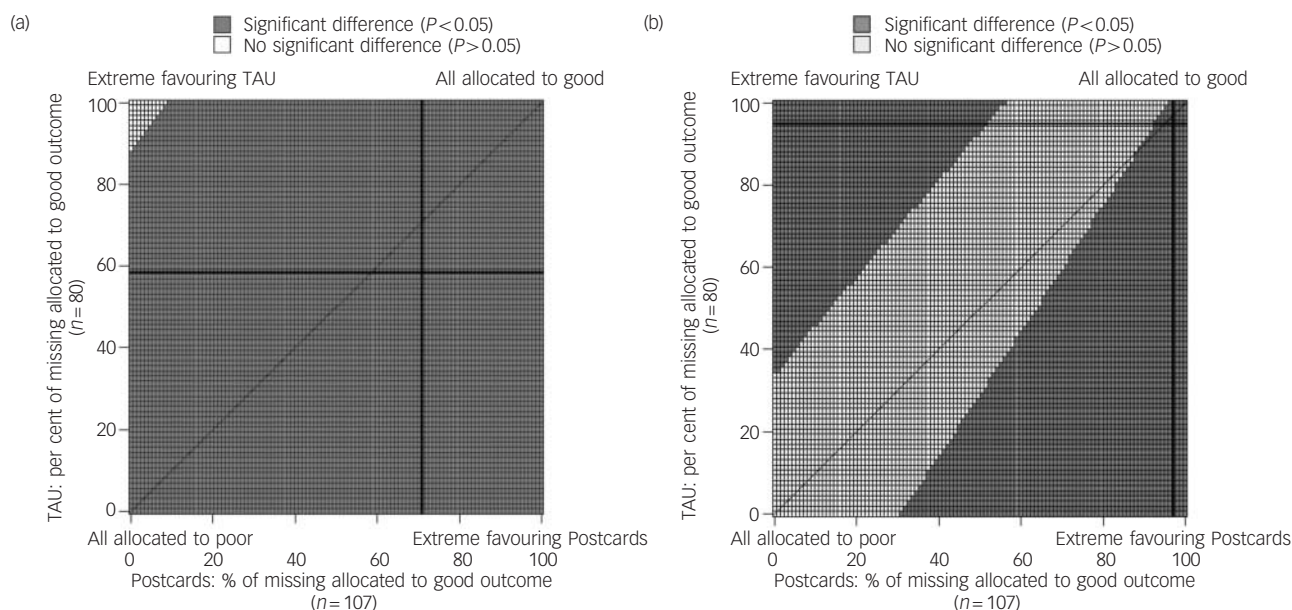 (a)
Significant difference (P<0.05)
No significant difference (P>0.05)
Extreme favouring TAU
All allocated to good
TAU: per cent of missing allocated to good outcome
(n=80)
100
80
60
40
20
0
All allocated to poor
Extreme favouring Postcards
0 20 40 60 80 100
Postcards: % of missing allocated to good outcome
(n=107)
(b)
Significant difference (P<0.05)
No significant difference (P>0.05)
Extreme favouring TAU
All allocated to good
TAU: per cent of missing allocated to good outcome
(n=80)
100
80
60
40
20
0
All allocated to poor
Extreme favouring Postcards
0 20 40 60 80 100
Postcards: % of missing allocated to good outcome
(n=107)